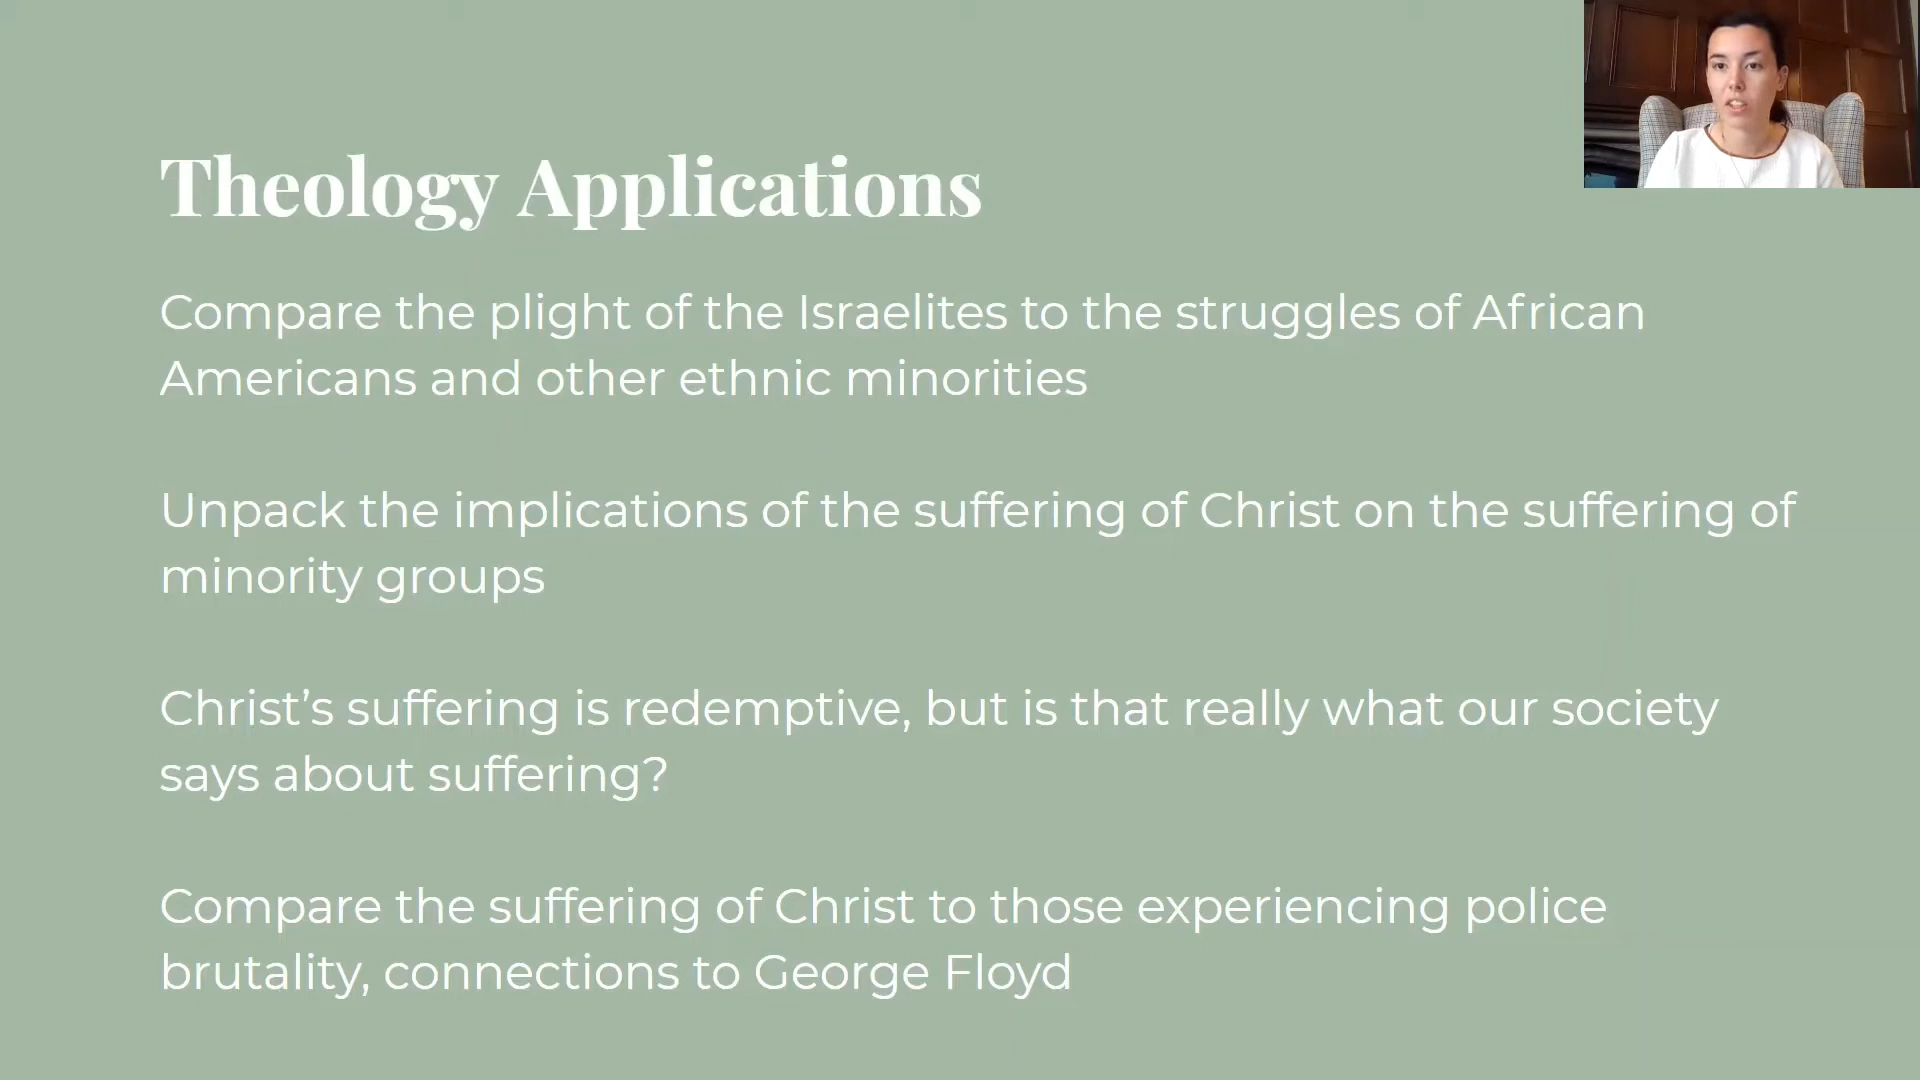 Theology Applications
Compare the plight of the Israelites to the struggles of African
Americans and other ethnic minorities
Unpack the implications of the suffering of Christ on the suffering of
minority groups
Christ’s suffering is redemptive, but is that really what our society
says about suffering?
Compare the suffering of Christ to those experiencing police
brutality, connections to George Floyd